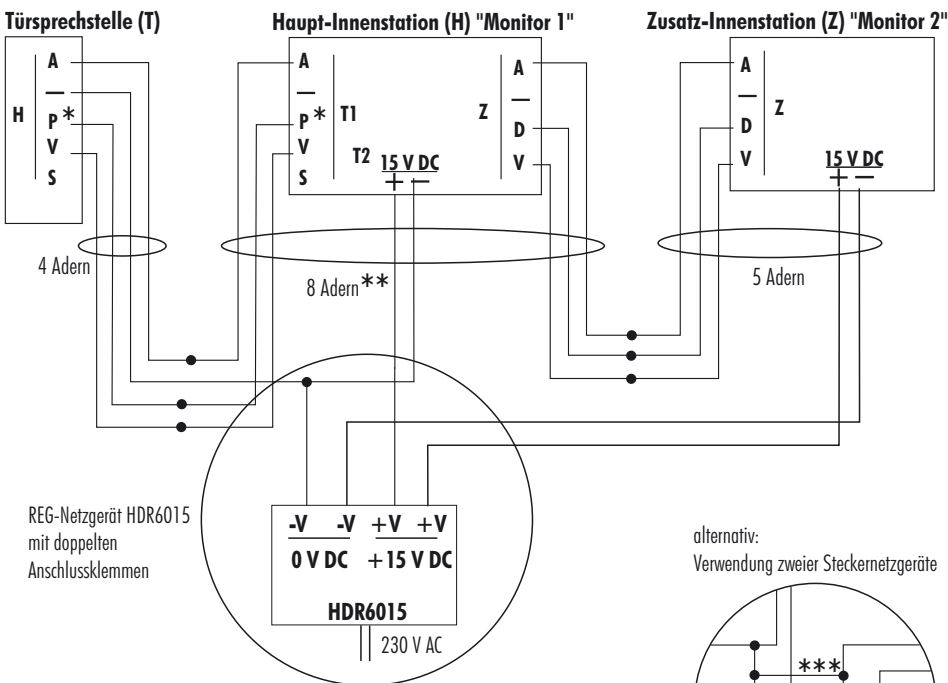 Türsprechstelle (T)
Haupt-Innenstation (H) "Monitor 1"
Zusatz-Innenstation (Z) "Monitor 2"
H
A
—
P*
V
S
A
—
P*
V
S
T1
T2
15 V DC
+ —
Z
A
—
D
V
A
—
D
V
Z
15 V DC
+ —
4 Adern
8 Adern**
5 Adern
REG-Netzgerät HDR6015
mit doppelten
Anschlussklemmen
-V -V +V +V
0 V DC +15 V DC
HDR6015
230 V AC
alternativ:
Verwendung zweier Steckernetzgeräte
***